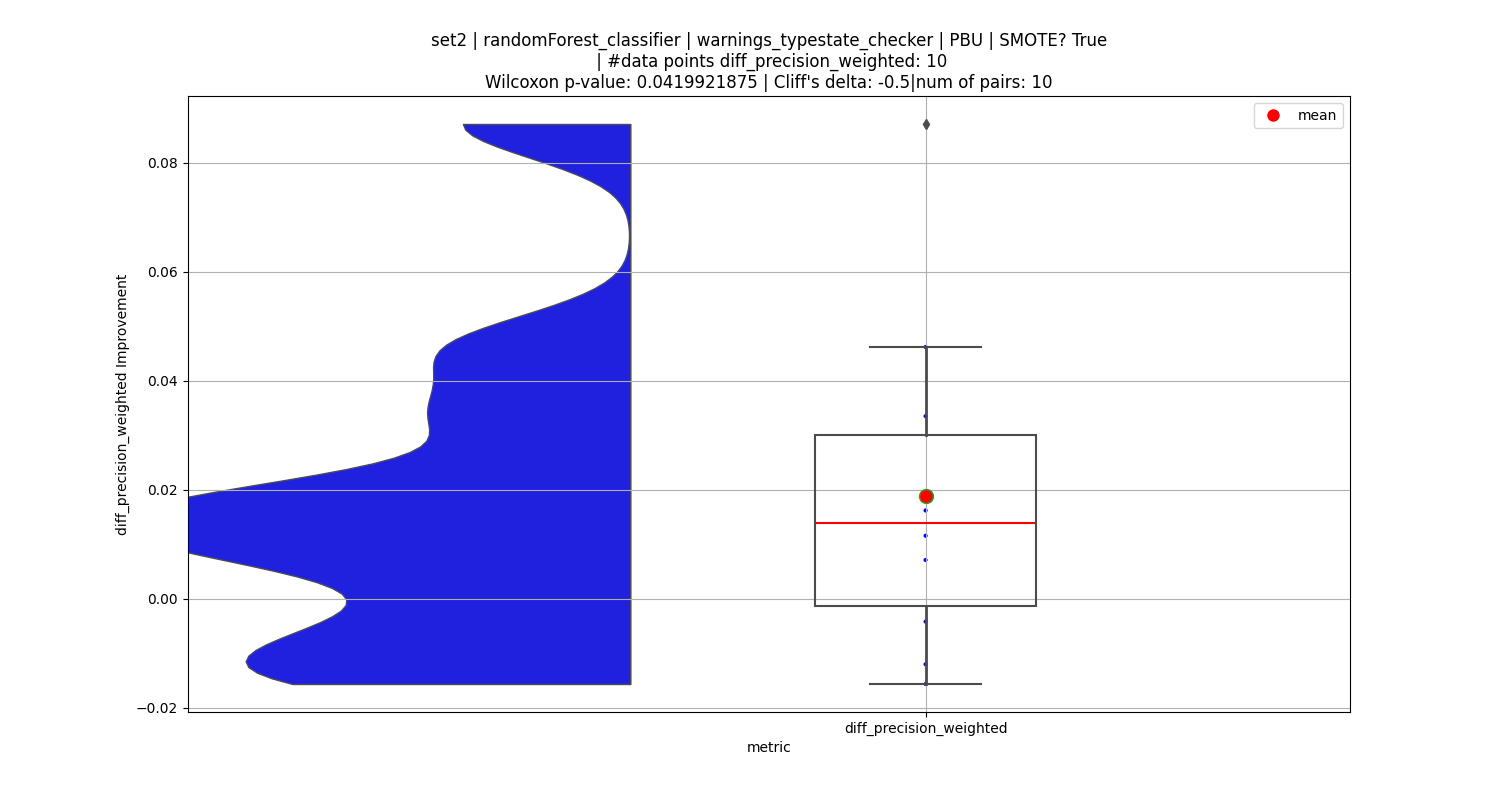 set2 | randomForest_classifier | warnings_typestate_checker | PBU | SMOTE? True
| #data points diff_precision_weighted: 10
Wilcoxon p-value: 0.0419921875 | Cliff's delta: -0.5|num of pairs: 10
mean
0.08
0.06
0.04
0.02
0.00
−0.02
diff_precision_weighted Improvement
diff_precision_weighted
metric